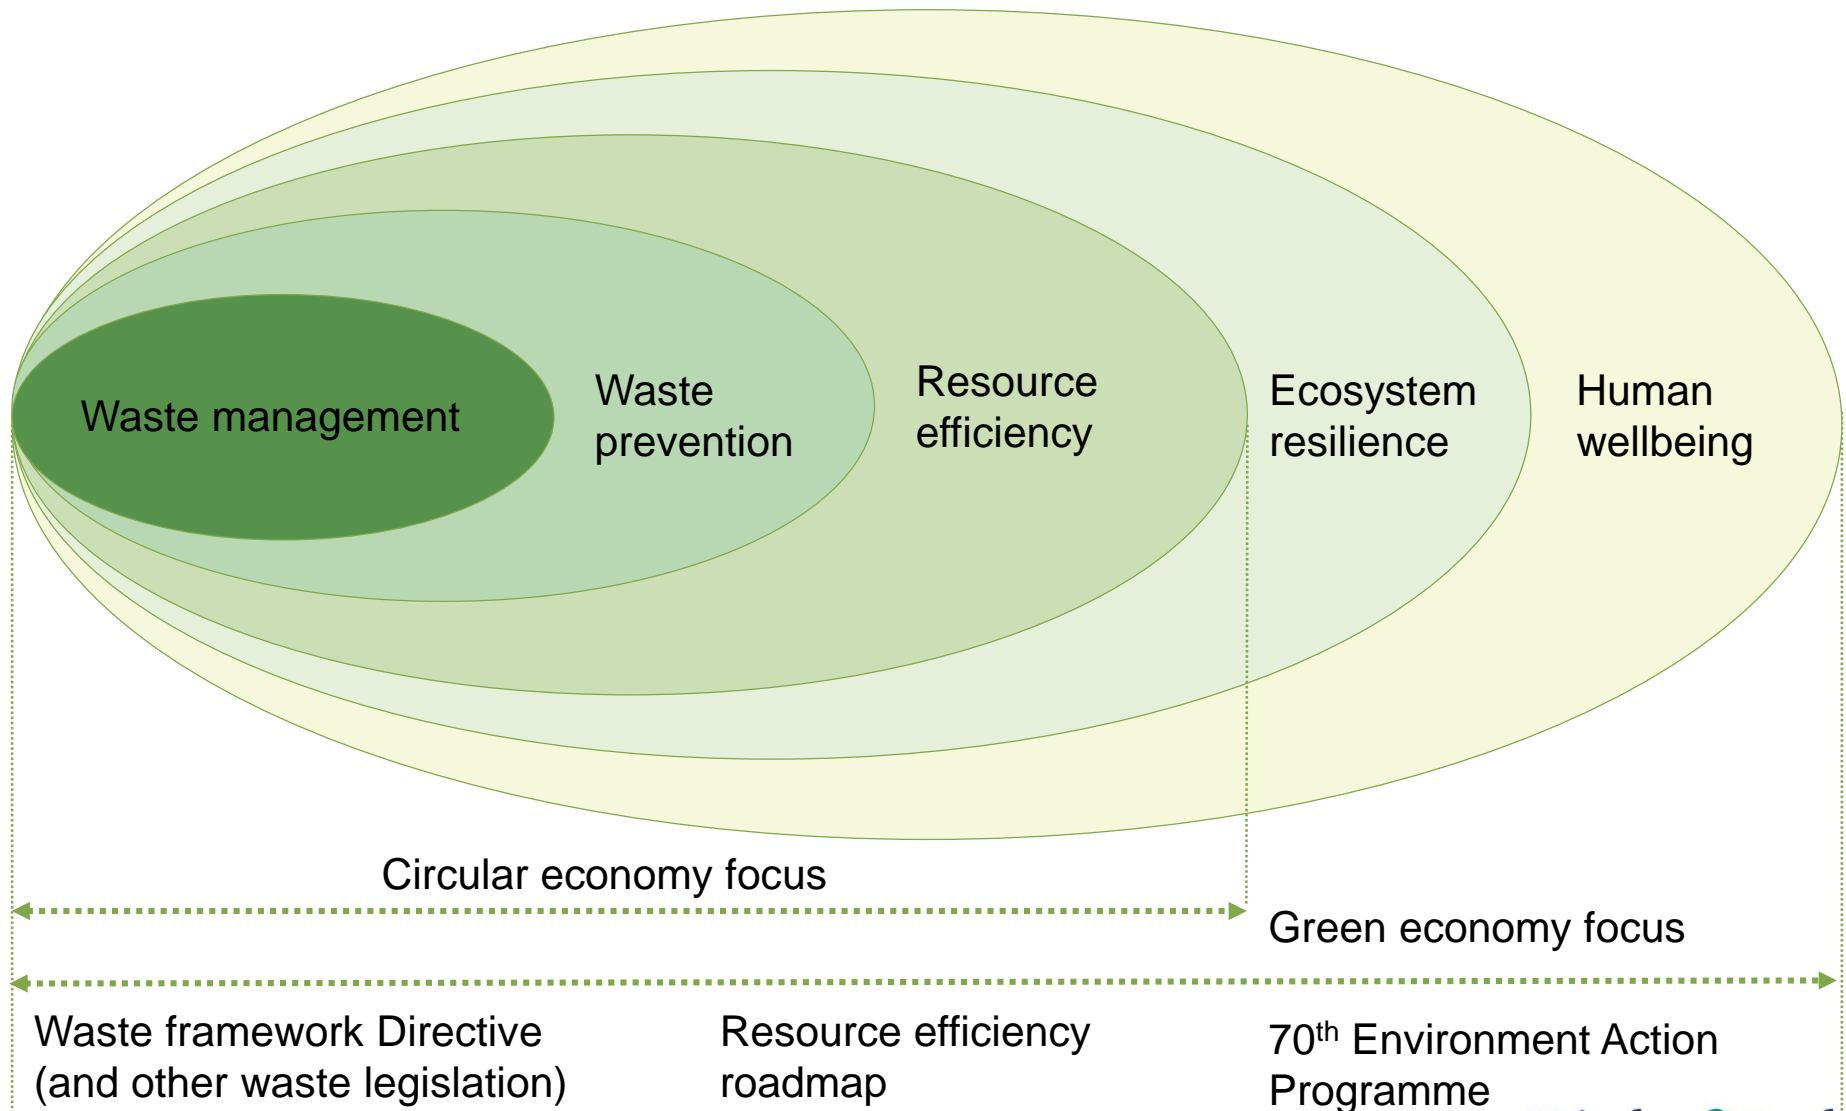 Waste management
Waste
prevention
Resource
efficiency
Ecosystem
resilience
Human
wellbeing
Circular economy focus
Green economy focus
Waste framework Directive
(and other waste legislation)
Resource efficiency
roadmap
70th Environment Action
Programme